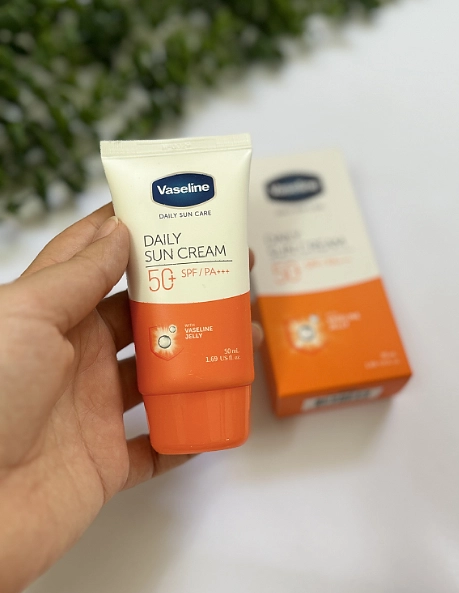 Vaseline
DAILY SUN CARE
DAILY
SUN CREAM
50+ SPF / PA+++
WITH
VASELINE
JELLY
50 mL
1.69 US fl. oz
Vaseline
DAILY
SUN CREAM
50
JELLY